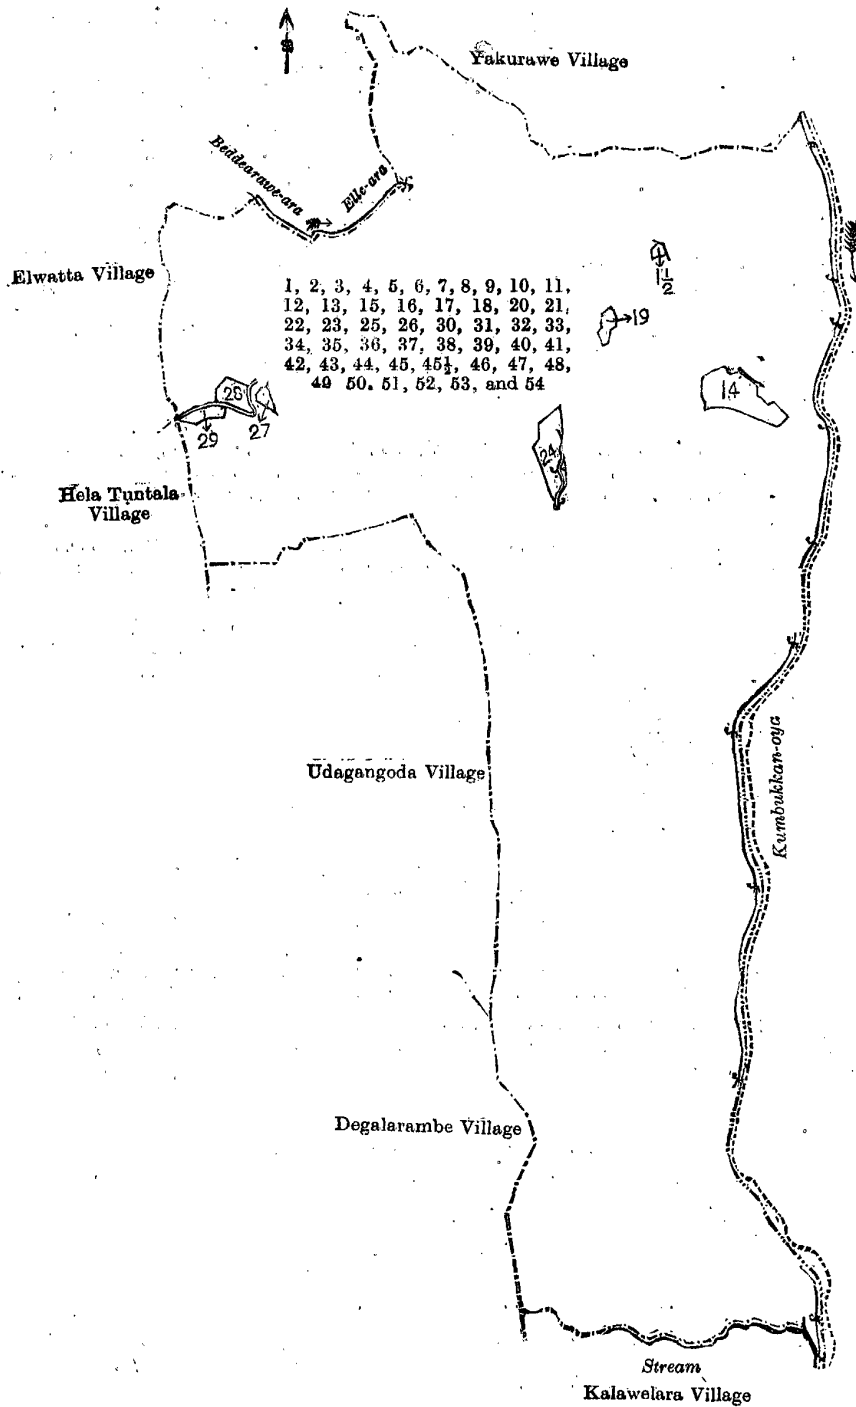 Yakurawe Village
Beddearawe-ara
Elle-ara
Elwatta Village
1, 2, 3, 4, 5, 6, 7, 8, 9, 10, 11,
12, 13, 15, 16, 17, 18, 20, 21,
22, 23, 25, 26, 30, 31, 32, 33,
34, 35, 36, 37, 38, 39, 40, 41,
42, 43, 44, 45, 45½, 46, 47, 48,
49 50, 51, 52, 53, and 54
1½
19
14
28
29
27
24
Hela Tuntala
Village
Udagangoda Village
Kumbukkan-oya
Degalarambe Village
Stream
Kalawelara Village